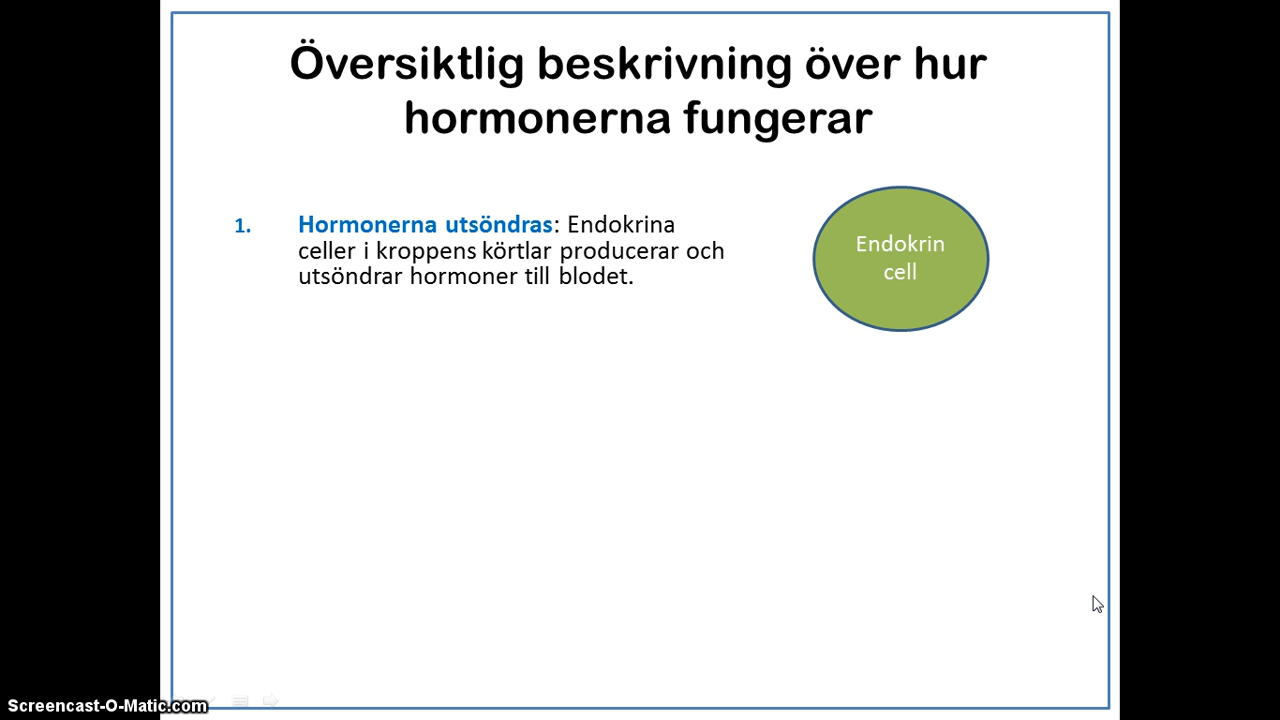 Översiktlig beskrivning över hur
hormonerna fungerar
1. Hormonerna utsöndras: Endokrina
celler i kroppens körtlar producerar och
utsöndrar hormoner till blodet.
Endokrin
cell
Screencast-O-Matic.com